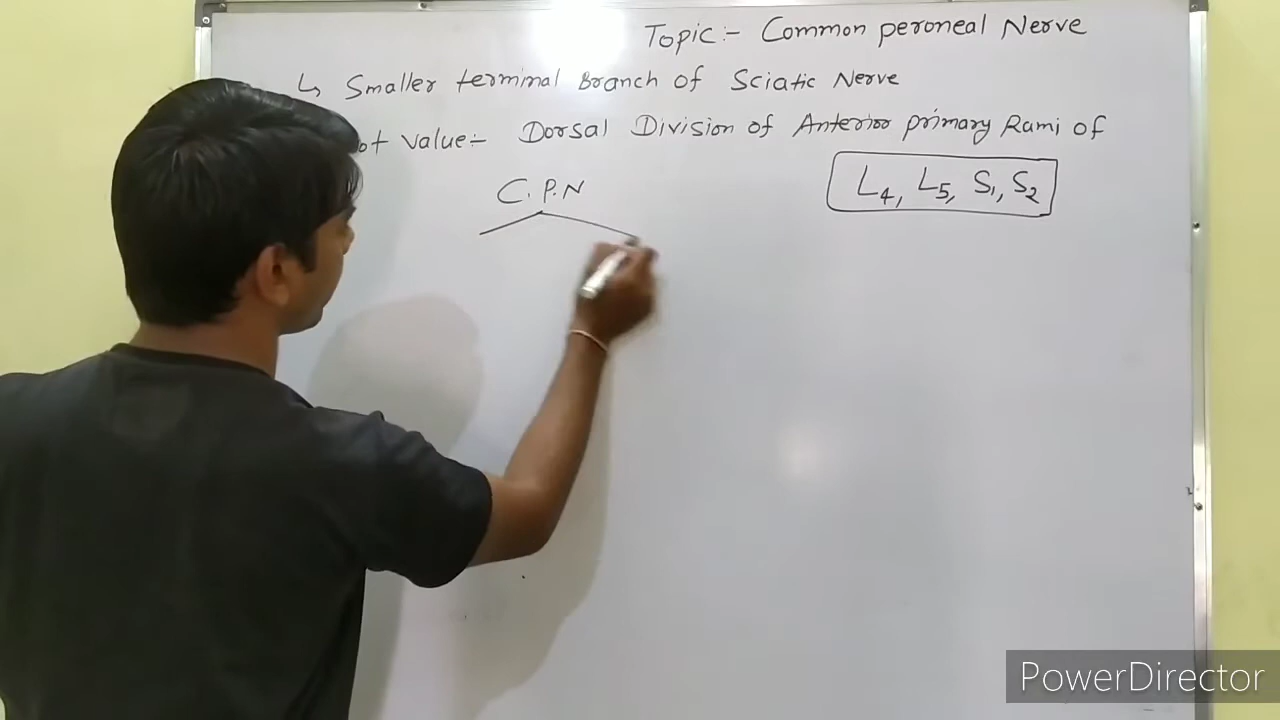 Topic:- Common peroneal Nerve
↳ Smaller terminal Branch of Sciatic Nerve
ot value:- Dorsal Division of Anterior primary Rami of
L4, L5, S1, S2
C.P.N
PowerDirector